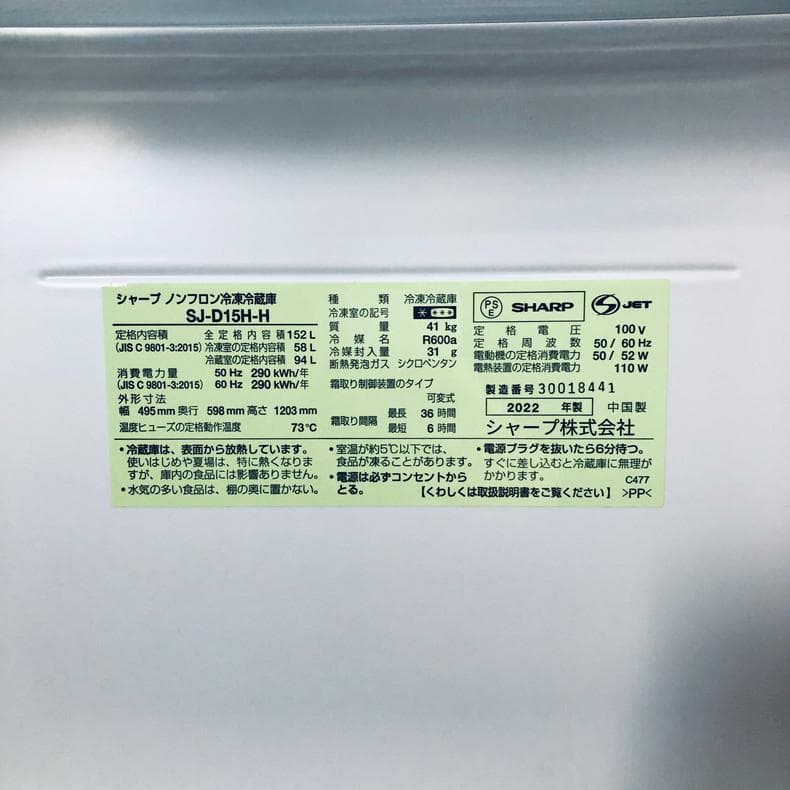 シャープ ノンフロン冷凍冷蔵庫
SJ-D15H-H
定格内容積 全定格内容積 152 L
(JIS C 9801-3:2015) 冷凍室の定格内容積 58 L
冷蔵室の定格内容積 94 L
消費電力量 50 Hz 290 kWh/年
(JIS C 9801-3:2015) 60 Hz 290 kWh/年
外形寸法
幅 495 mm 奥行 598 mm 高さ 1203 mm
温度ヒューズの定格動作温度 73℃
種類 冷凍冷蔵庫
冷凍室の記号
質量 41 kg
冷媒名 R600a
冷媒封入量 31 g
断熱発泡ガス シクロペンタン
霜取り制御装置のタイプ
可変式
霜取り間隔 最長 36 時間
最短 6 時間
PS
E
SHARP
JET
定格電圧 100 V
定格周波数 50 / 60 Hz
電動機の定格消費電力 50 / 52 W
電熱装置の定格消費電力 110 W
製造番号 30018441
2022 年製 中国製
シャープ株式会社
・冷蔵庫は、表面から放熱しています。
使いはじめや夏場は、特に熱くなりま
すが、庫内の食品には影響ありません。
・水気の多い食品は、棚の奥に置かない。
・室温が約5℃以下では、
食品が凍ることがあります。
・電源は必ずコンセントから
とる。
・電源プラグを抜いたら6分待つ。
すぐに差し込むと冷蔵庫に無理が
かかります。
C477
【くわしくは取扱説明書をご覧ください】 >PP<